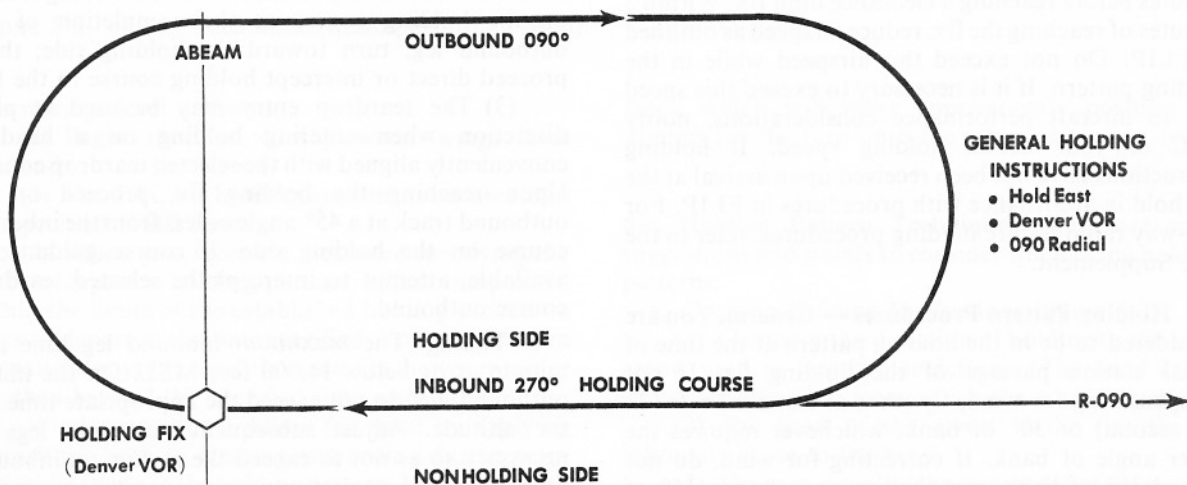 OUTBOUND 090°
ABEAM
GENERAL HOLDING
INSTRUCTIONS
• Hold East
Denver VOR
• 090 Radial
HOLDING SIDE
INBOUND 270° HOLDING COURSE
R-090
HOLDING FIX
(Denver VOR)
NONHOLDING SIDE